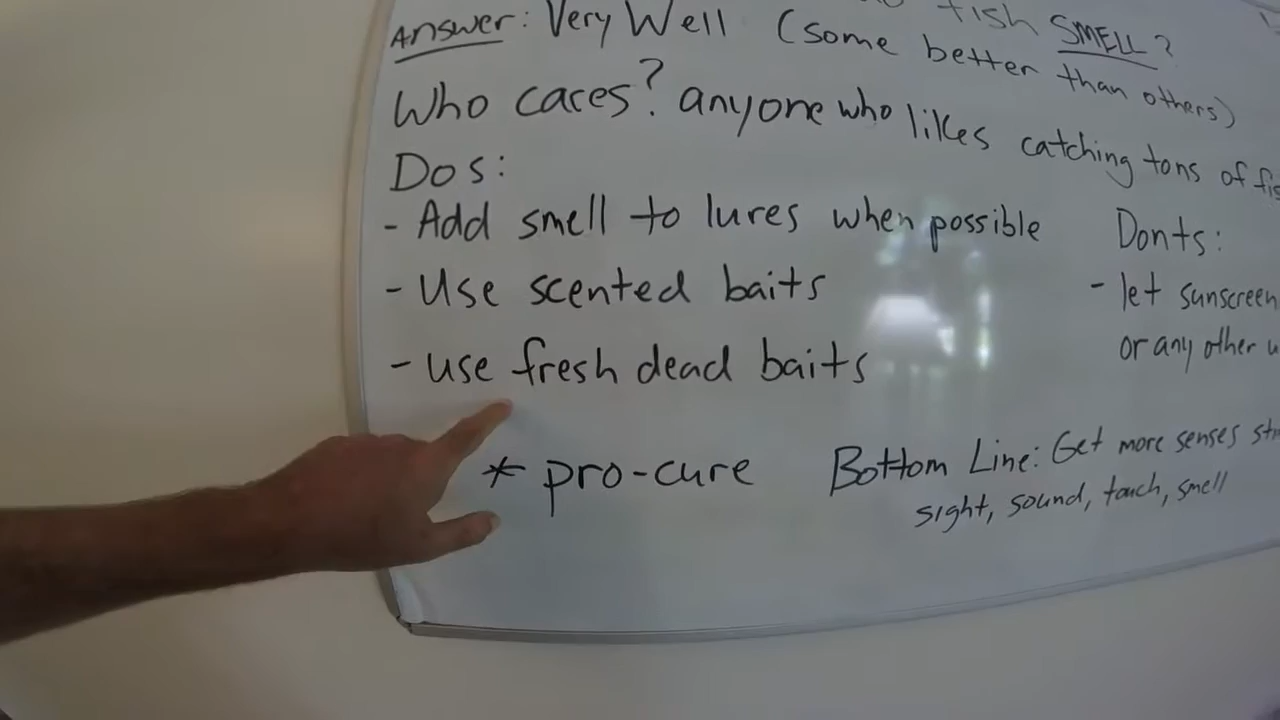 fish SMELL?
Answer: Very Well (some better than others)
Who cares? anyone who likes catching tons of
Dos:
- Add smell to lures when possible
- Use scented baits
- use fresh dead baits
* pro-cure
Donts:
- let sunscreen
or any other
Bottom Line: Get more senses
sight, sound, touch, smell